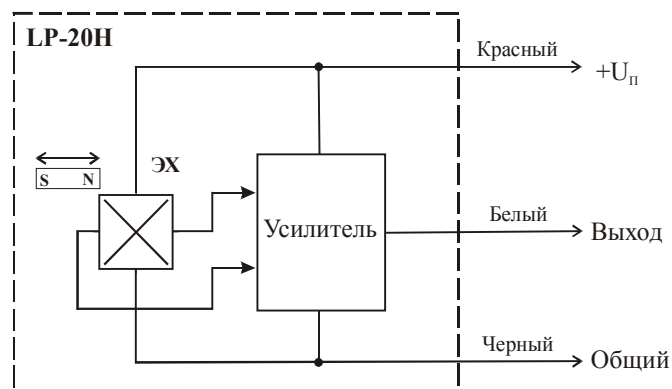 LP-20H
Красный
+Uп
ЭХ
S N
Усилитель
Белый
Выход
Черный
Общий